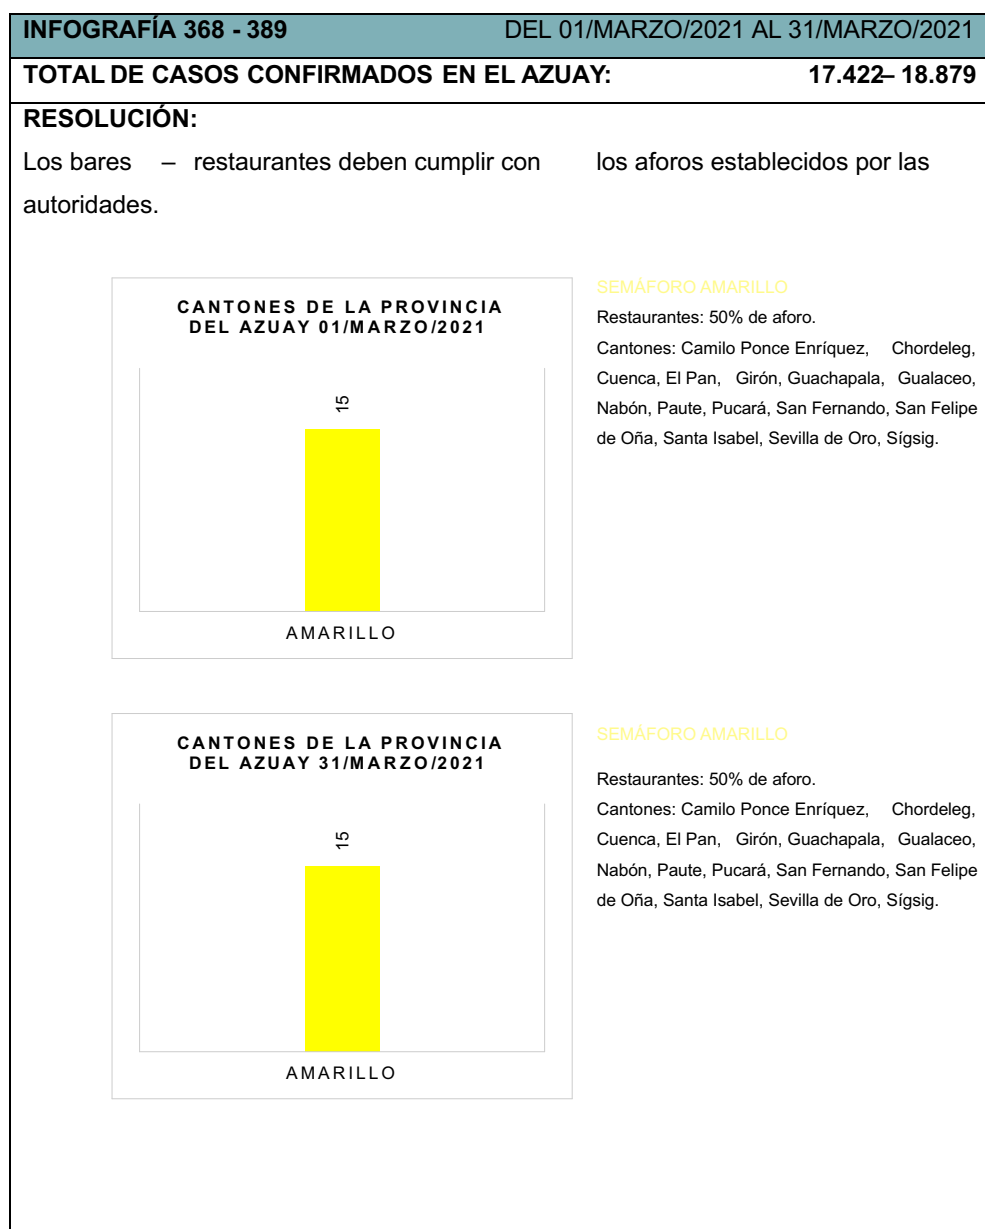 INFOGRAFÍA 368 - 389 DEL 01/MARZO/2021 AL 31/MARZO/2021
TOTAL DE CASOS CONFIRMADOS EN EL AZUAY: 17.422– 18.879
RESOLUCIÓN:
Los bares – restaurantes deben cumplir con los aforos establecidos por las
autoridades.
CANTONES DE LA PROVINCIA
DEL AZUAY 01/MARZO/2021
15
AMARILLO
SEMÁFORO AMARILLO
Restaurantes: 50% de aforo.
Cantones: Camilo Ponce Enríquez, Chordeleg,
Cuenca, El Pan, Girón, Guachapala, Gualaceo,
Nabón, Paute, Pucará, San Fernando, San Felipe
de Oña, Santa Isabel, Sevilla de Oro, Sígsig.
CANTONES DE LA PROVINCIA
DEL AZUAY 31/MARZO/2021
15
AMARILLO
SEMÁFORO AMARILLO
Restaurantes: 50% de aforo.
Cantones: Camilo Ponce Enríquez, Chordeleg,
Cuenca, El Pan, Girón, Guachapala, Gualaceo,
Nabón, Paute, Pucará, San Fernando, San Felipe
de Oña, Santa Isabel, Sevilla de Oro, Sígsig.